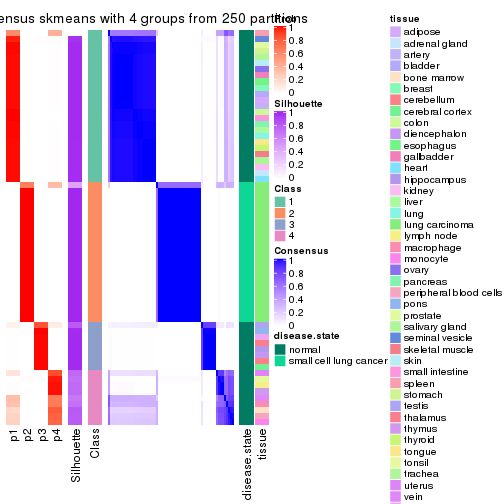 ensus skmeans with 4 groups from 250 partitions
1
0.8
0.6
0.4
0.2
0
Silhouette
1
0.8
0.6
0.4
0.2
0
Class
1
2
3
4
Consensus
1
0.8
0.6
0.4
0.2
0
disease.state
normal
small cell lung cancer
tissue
adipose
adrenal gland
artery
bladder
bone marrow
breast
cerebellum
cerebral cortex
colon
diencephalon
esophagus
gallbadder
heart
hippocampus
kidney
liver
lung
lung carcinoma
lymph node
macrophage
monocyte
ovary
pancreas
peripheral blood cells
pons
prostate
salivary gland
seminal vesicle
skeletal muscle
skin
small intestine
spleen
stomach
testis
thalamus
thymus
thyroid
tongue
tonsil
trachea
uterus
vein
p1
p2
p3
p4
Silhouette
Class
disease.state
tissue